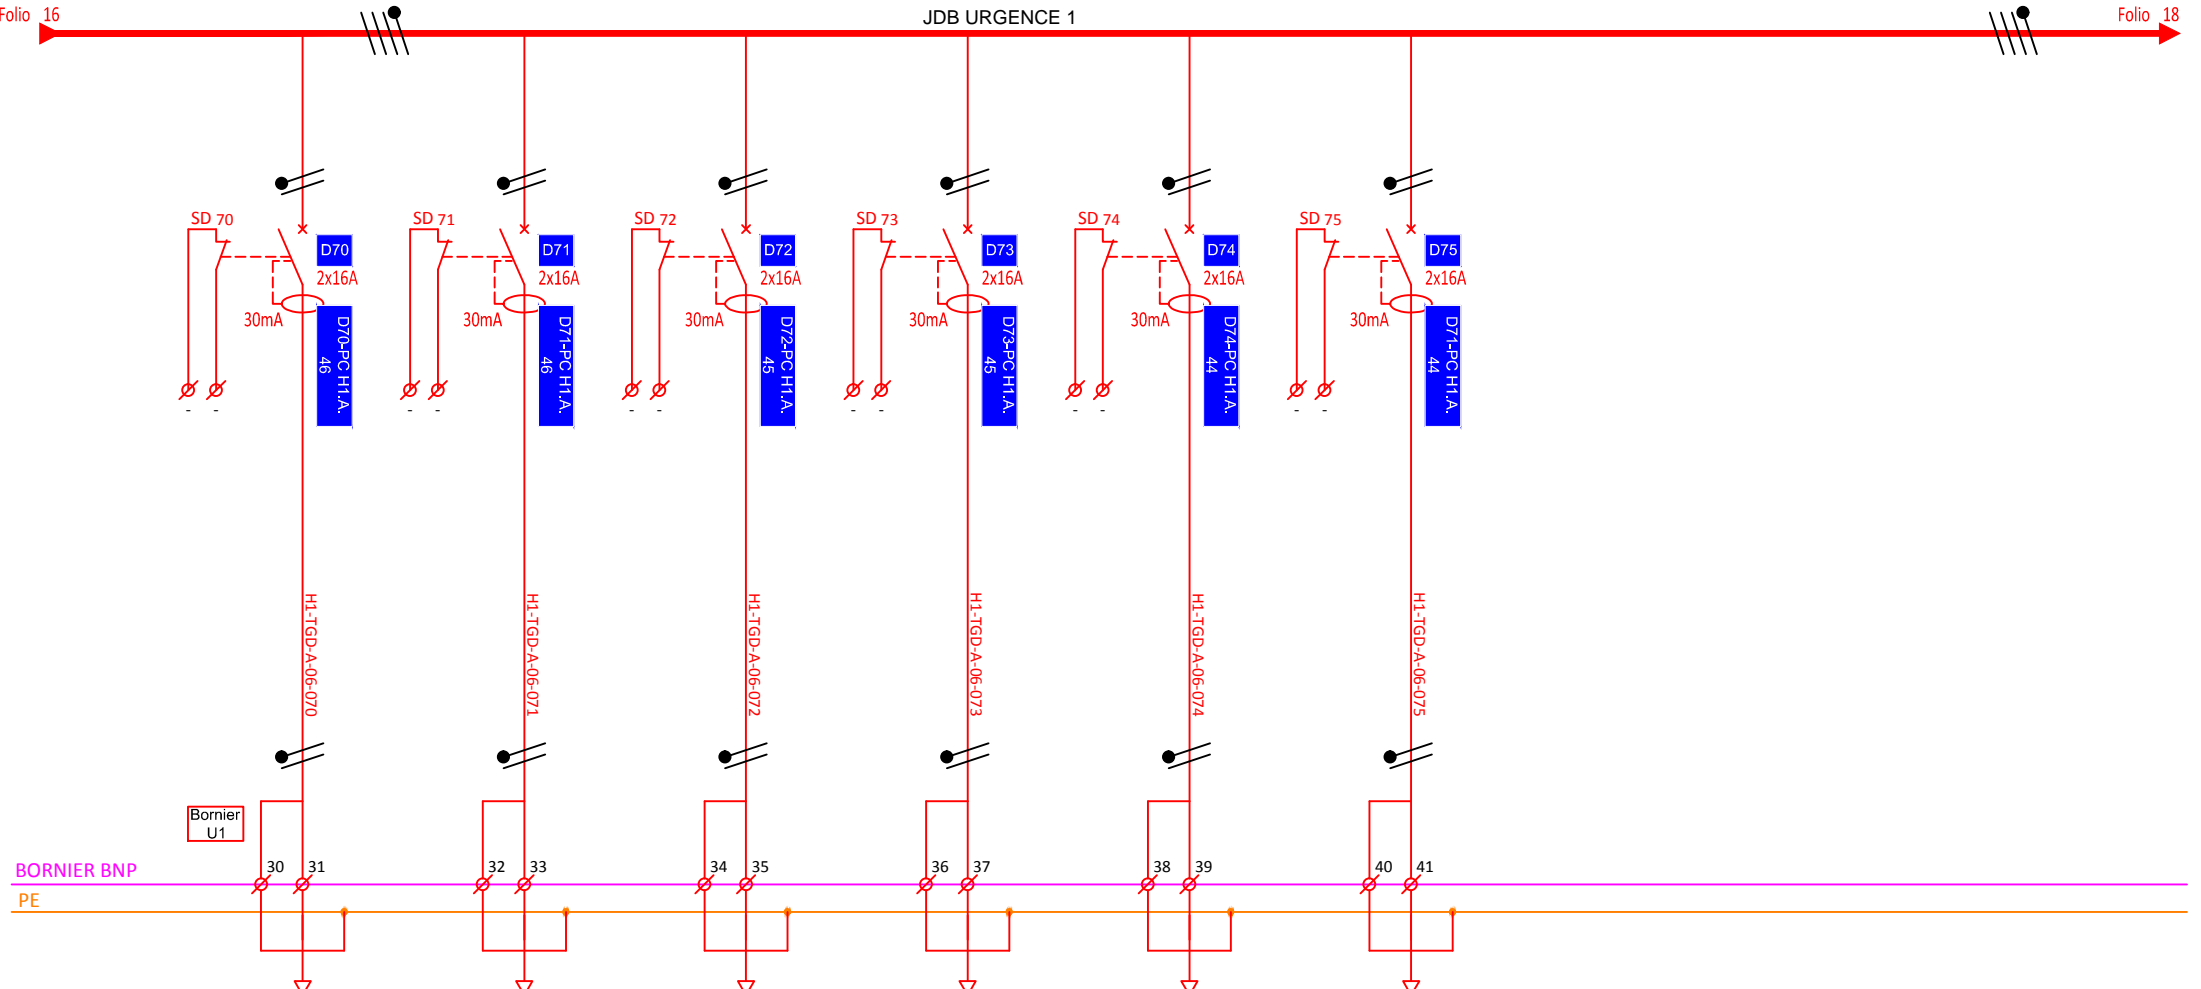 Folio 16
JDB URGENCE 1
Folio 18
SD 70
D70
2x16A
30mA
D70-PC H1.A.
46
SD 71
D71
2x16A
30mA
D71-PC H1.A.
46
SD 72
D72
2x16A
30mA
D72-PC H1.A.
45
SD 73
D73
2x16A
30mA
D73-PC H1.A.
45
SD 74
D74
2x16A
30mA
D74-PC H1.A.
44
SD 75
D75
2x16A
30mA
D71-PC H1.A.
44
- -
- -
- -
- -
- -
- -
H1-TGD-A-06-070
H1-TGD-A-06-071
H1-TGD-A-06-072
H1-TGD-A-06-073
H1-TGD-A-06-074
H1-TGD-A-06-075
Bornier
U1
BORNIER BNP
30 31 32 33 34 35 36 37 38 39 40 41
PE